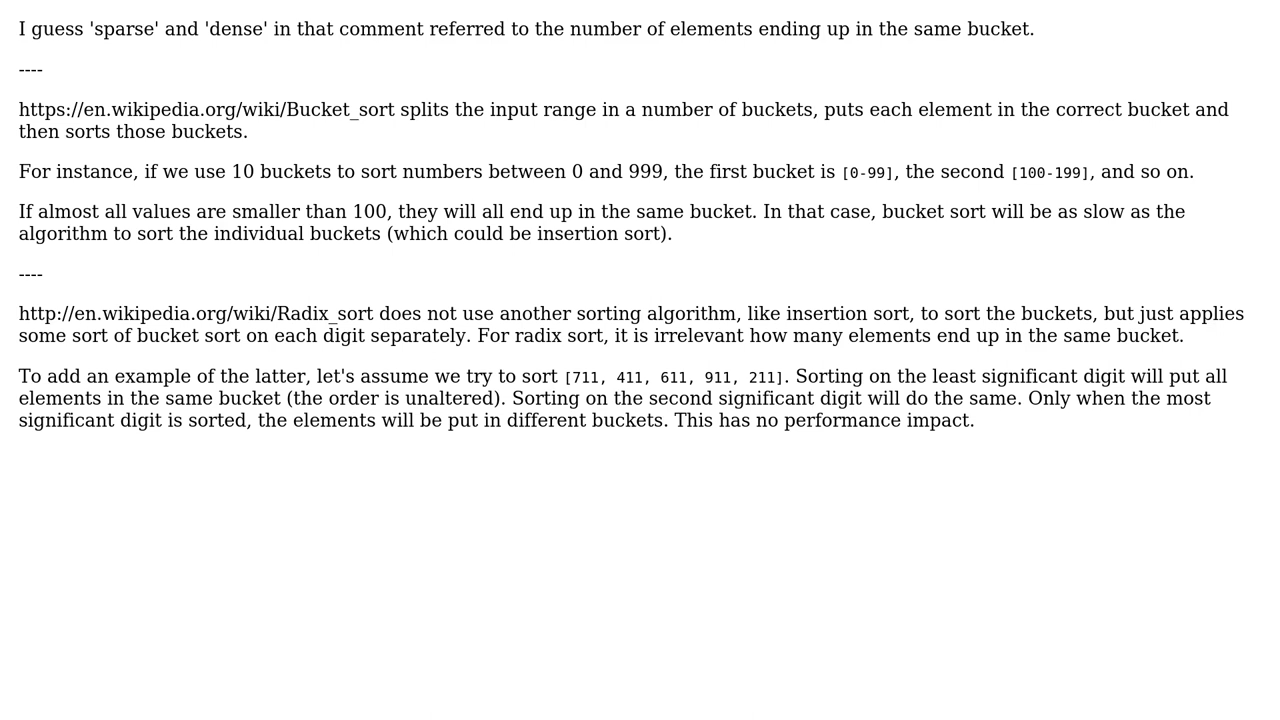 I guess 'sparse' and 'dense' in that comment referred to the number of elements ending up in the same bucket.
----
https://en.wikipedia.org/wiki/Bucket_sort splits the input range in a number of buckets, puts each element in the correct bucket and
then sorts those buckets.
For instance, if we use 10 buckets to sort numbers between 0 and 999, the first bucket is [0-99], the second [100-199], and so on.
If almost all values are smaller than 100, they will all end up in the same bucket. In that case, bucket sort will be as slow as the
algorithm to sort the individual buckets (which could be insertion sort).
----
http://en.wikipedia.org/wiki/Radix_sort does not use another sorting algorithm, like insertion sort, to sort the buckets, but just applies
some sort of bucket sort on each digit separately. For radix sort, it is irrelevant how many elements end up in the same bucket.
To add an example of the latter, let's assume we try to sort [711, 411, 611, 911, 211]. Sorting on the least significant digit will put all
elements in the same bucket (the order is unaltered). Sorting on the second significant digit will do the same. Only when the most
significant digit is sorted, the elements will be put in different buckets. This has no performance impact.